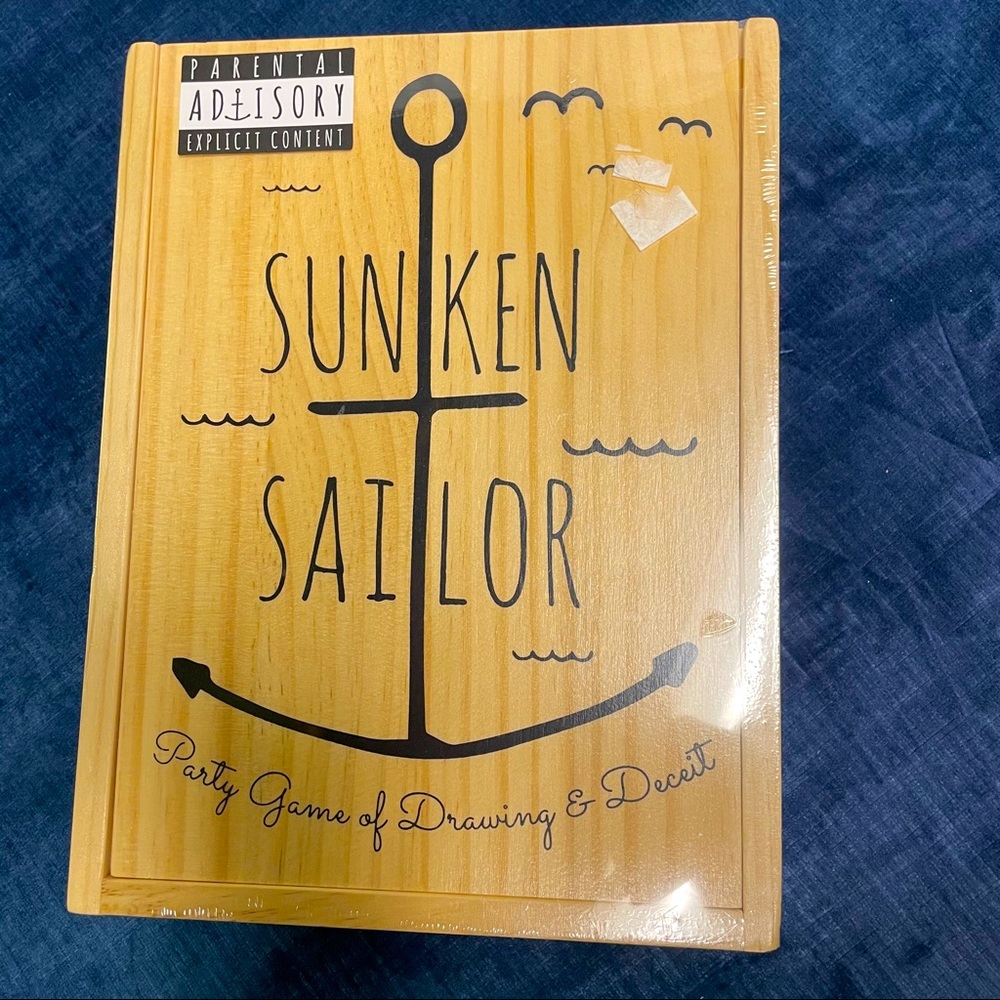 PARENTAL
ADVISORY
EXPLICIT CONTENT
SUNKEN
SAILOR
Party Game of Drawing & Deceit